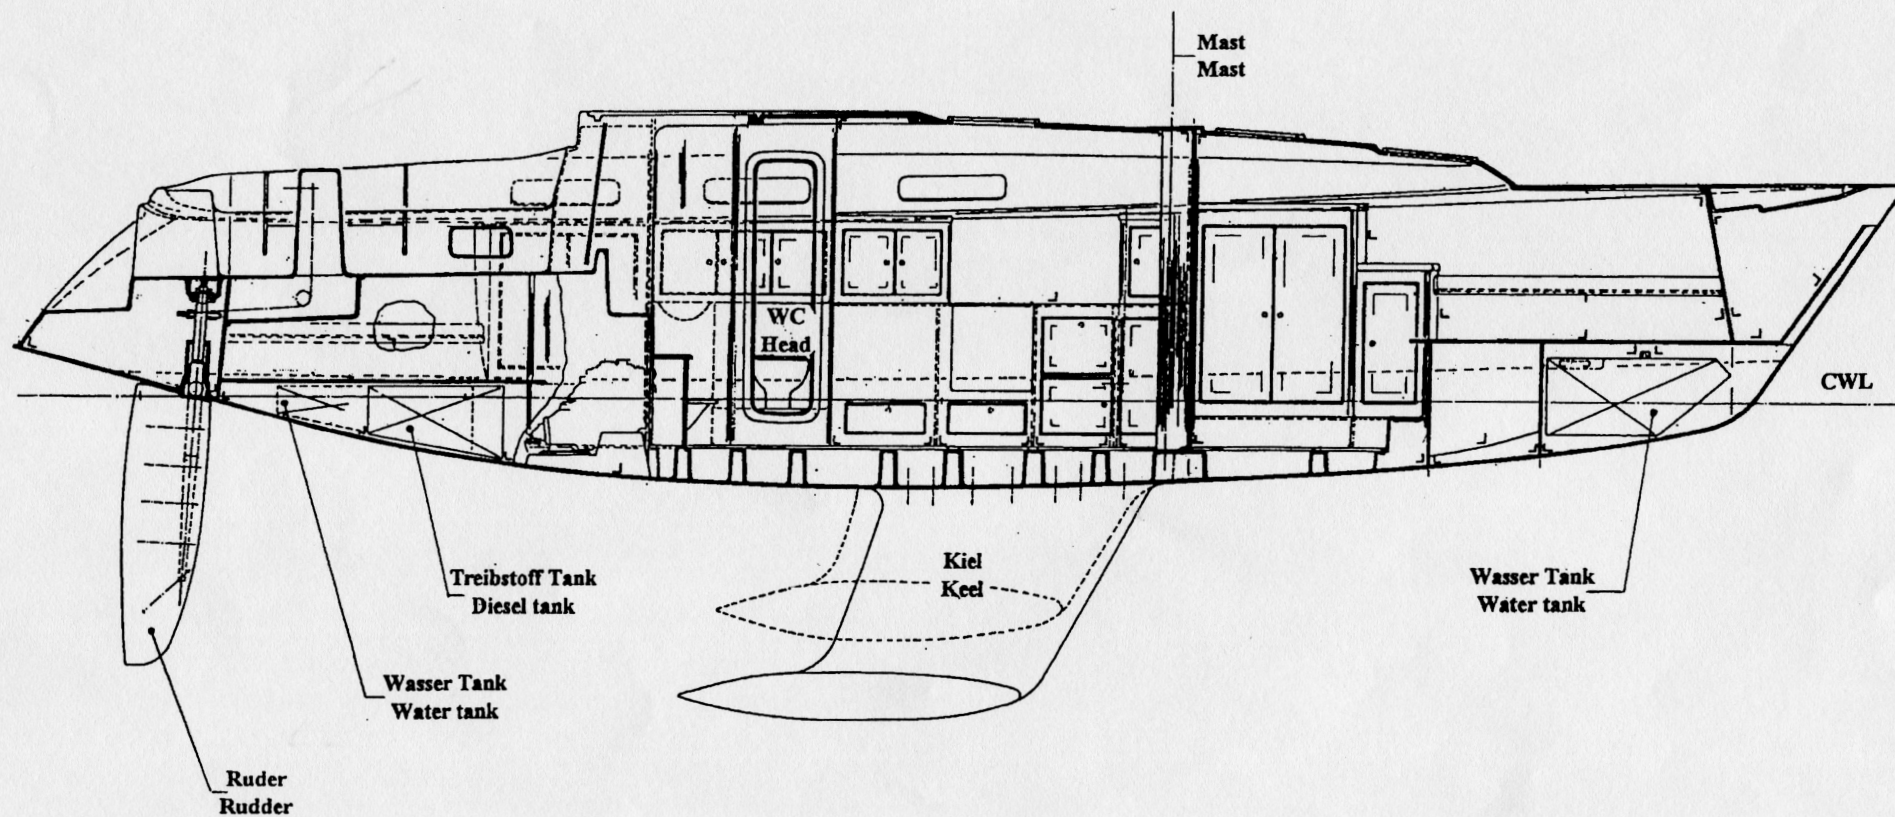 Mast
Mast
WC
Head
CWL
Kiel
Keel
Treibstoff Tank
Diesel tank
Wasser Tank
Water tank
Wasser Tank
Water tank
Ruder
Rudder